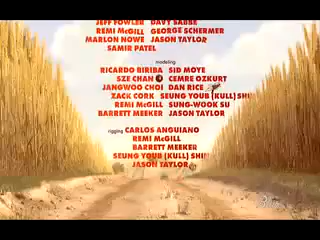 JEFF FOWLER DAVY SABBE
REMI McGILL GEORGE SCHERMER
MARLON NOWE JASON TAYLOR
SAMIR PATEL
modeling
RICARDO BIRIBA SID MOYE
SZE CHAN CEMRE OZKURT
JANGWOO CHOI DAN RICE
ZACK CORK SEUNG YOUB (KULL) SHIN
REMI McGILL SUNG-WOOK SU
BARRETT MEEKER JASON TAYLOR
rigging CARLOS ANGUIANO
REMI McGILL
BARRETT MEEKER
SEUNG YOUB (KULL) SHIN
JASON TAYLOR